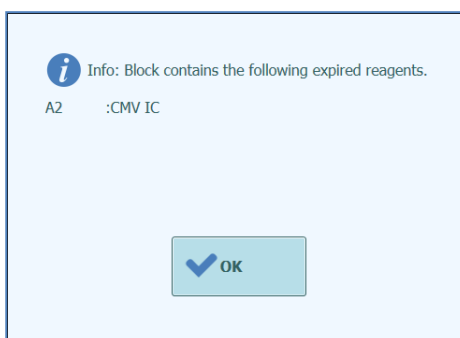 Info: Block contains the following expired reagents.
A2 :CMV IC
OK